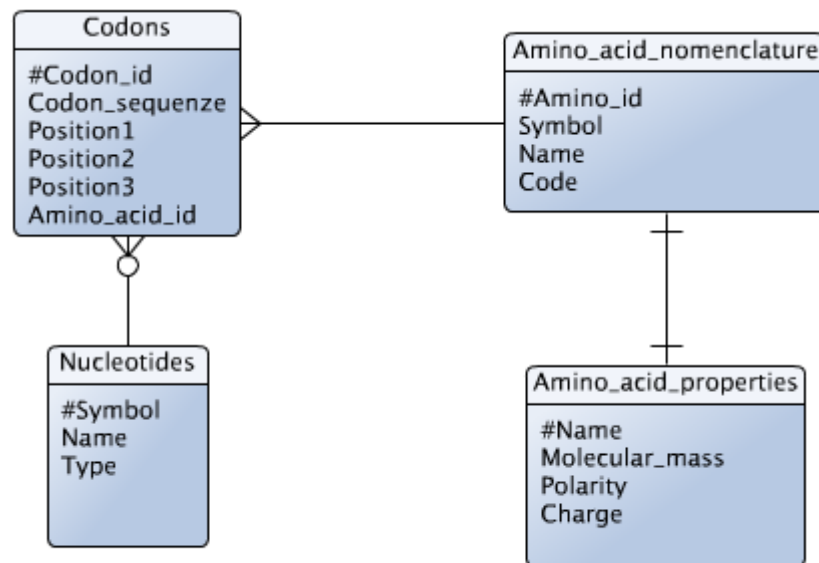 Codons
#Codon_id
Codon_sequenze
Position1
Position2
Position3
Amino_acid_id
Amino_acid_nomenclature
#Amino_id
Symbol
Name
Code
Nucleotides
#Symbol
Name
Type
Amino_acid_properties
#Name
Molecular_mass
Polarity
Charge